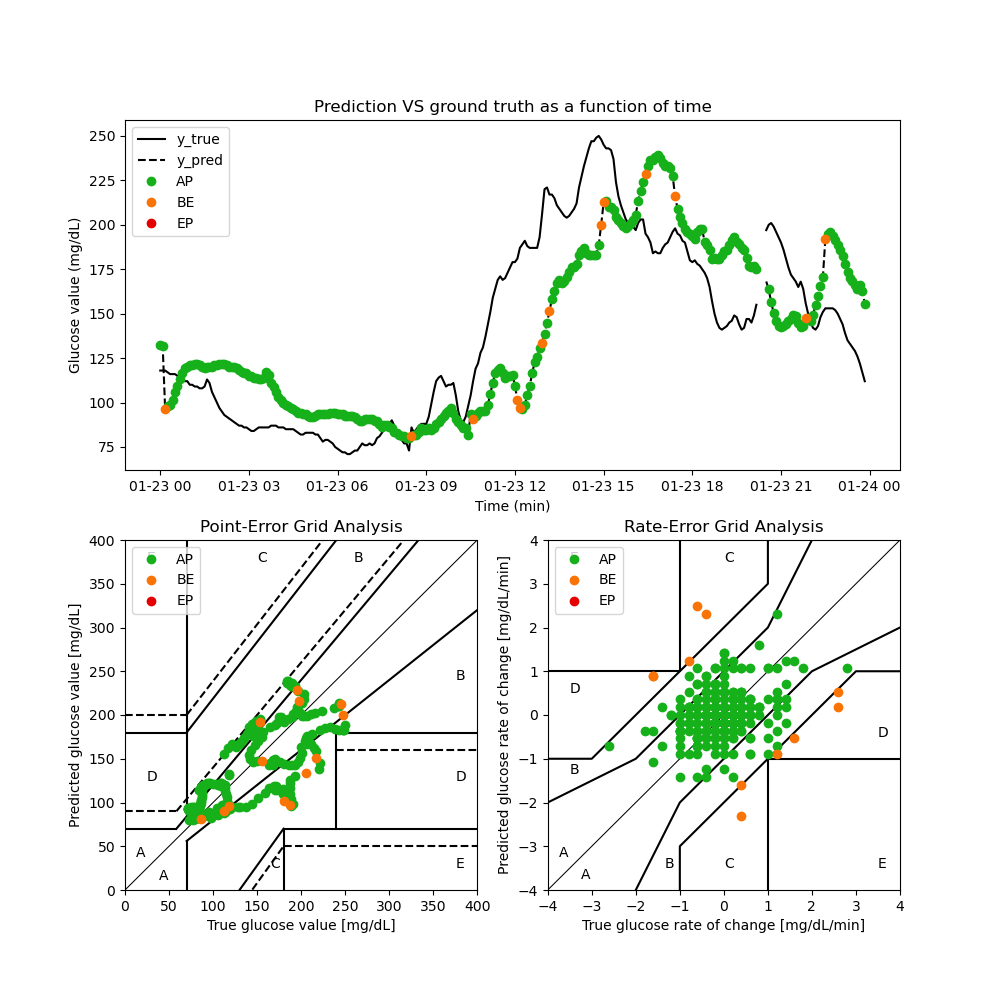 Prediction VS ground truth as a function of time
Glucose value (mg/dL)
250
225
200
175
150
125
100
75
y_true
y_pred
AP
BE
EP
01-23 00 01-23 03 01-23 06 01-23 09 01-23 12 01-23 15 01-23 18 01-23 21 01-24 00
Time (min)
Point-Error Grid Analysis
Predicted glucose value [mg/dL]
400
350
300
250
200
150
100
50
0
AP
BE
EP
C B
B
D D
A
A
C E
0 50 100 150 200 250 300 350 400
True glucose value [mg/dL]
Rate-Error Grid Analysis
Predicted glucose rate of change [mg/dL/min]
4
3
2
1
0
−1
−2
−3
−4
AP
BE
EP
C
D
D
B
A
A
B C E
−4 −3 −2 −1 0 1 2 3 4
True glucose rate of change [mg/dL/min]